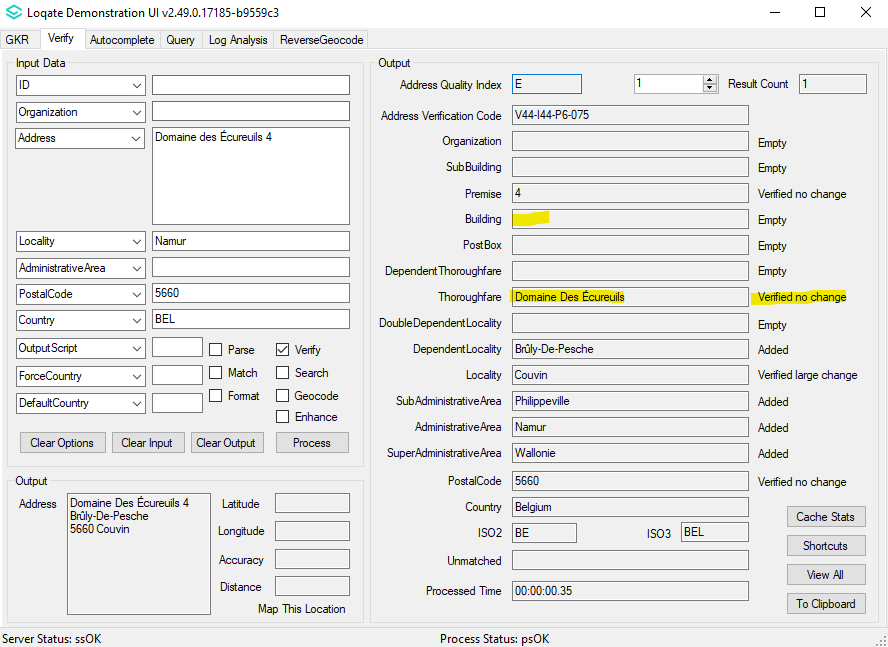 Loqate Demonstration UI v2.49.0.17185-b9559c3
GKR Verify Autocomplete Query Log Analysis ReverseGeocode
Input Data
ID
Organization
Address Domaine des Écureuils 4
Locality Namur
AdministrativeArea
PostalCode 5660
Country BEL
OutputScript Parse Verify
Match Search
ForceCountry
Format Geocode
DefaultCountry
Enhance
Clear Options Clear Input Clear Output Process
Output
Address Domaine Des Écureuils 4
Brûly-De-Pesche
5660 Couvin
Latitude
Longitude
Accuracy
Distance
Map This Location
Output
Address Quality Index E 1 Result Count 1
Address Verification Code V44-I44-P6-075
Organization Empty
SubBuilding Empty
Premise 4 Verified no change
Building Empty
PostBox Empty
DependentThoroughfare Empty
Thoroughfare Domaine Des Écureuils Verified no change
DoubleDependentLocality Empty
DependentLocality Brûly-De-Pesche Added
Locality Couvin Verified large change
SubAdministrativeArea Philippeville Added
AdministrativeArea Namur Added
SuperAdministrativeArea Wallonie Added
PostalCode 5660 Verified no change
Country Belgium
ISO2 BE ISO3 BEL
Unmatched
Processed Time 00:00:00.35
Cache Stats
Shortcuts
View All
To Clipboard
Server Status: ssOK Process Status: psOK